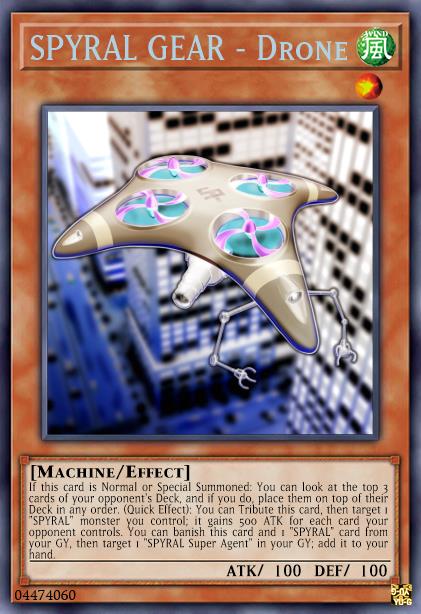 SPYRAL GEAR - Drone
WIND
風
[Machine/Effect]
If this card is Normal or Special Summoned: You can look at the top 3
cards of your opponent's Deck, and if you do, place them on top of their
Deck in any order. (Quick Effect): You can Tribute this card, then target 1
"SPYRAL" monster you control; it gains 500 ATK for each card your
opponent controls. You can banish this card and 1 "SPYRAL" card from
your GY, then target 1 "SPYRAL Super Agent" in your GY; add it to your
hand.
ATK/ 100 DEF/ 100
04474060